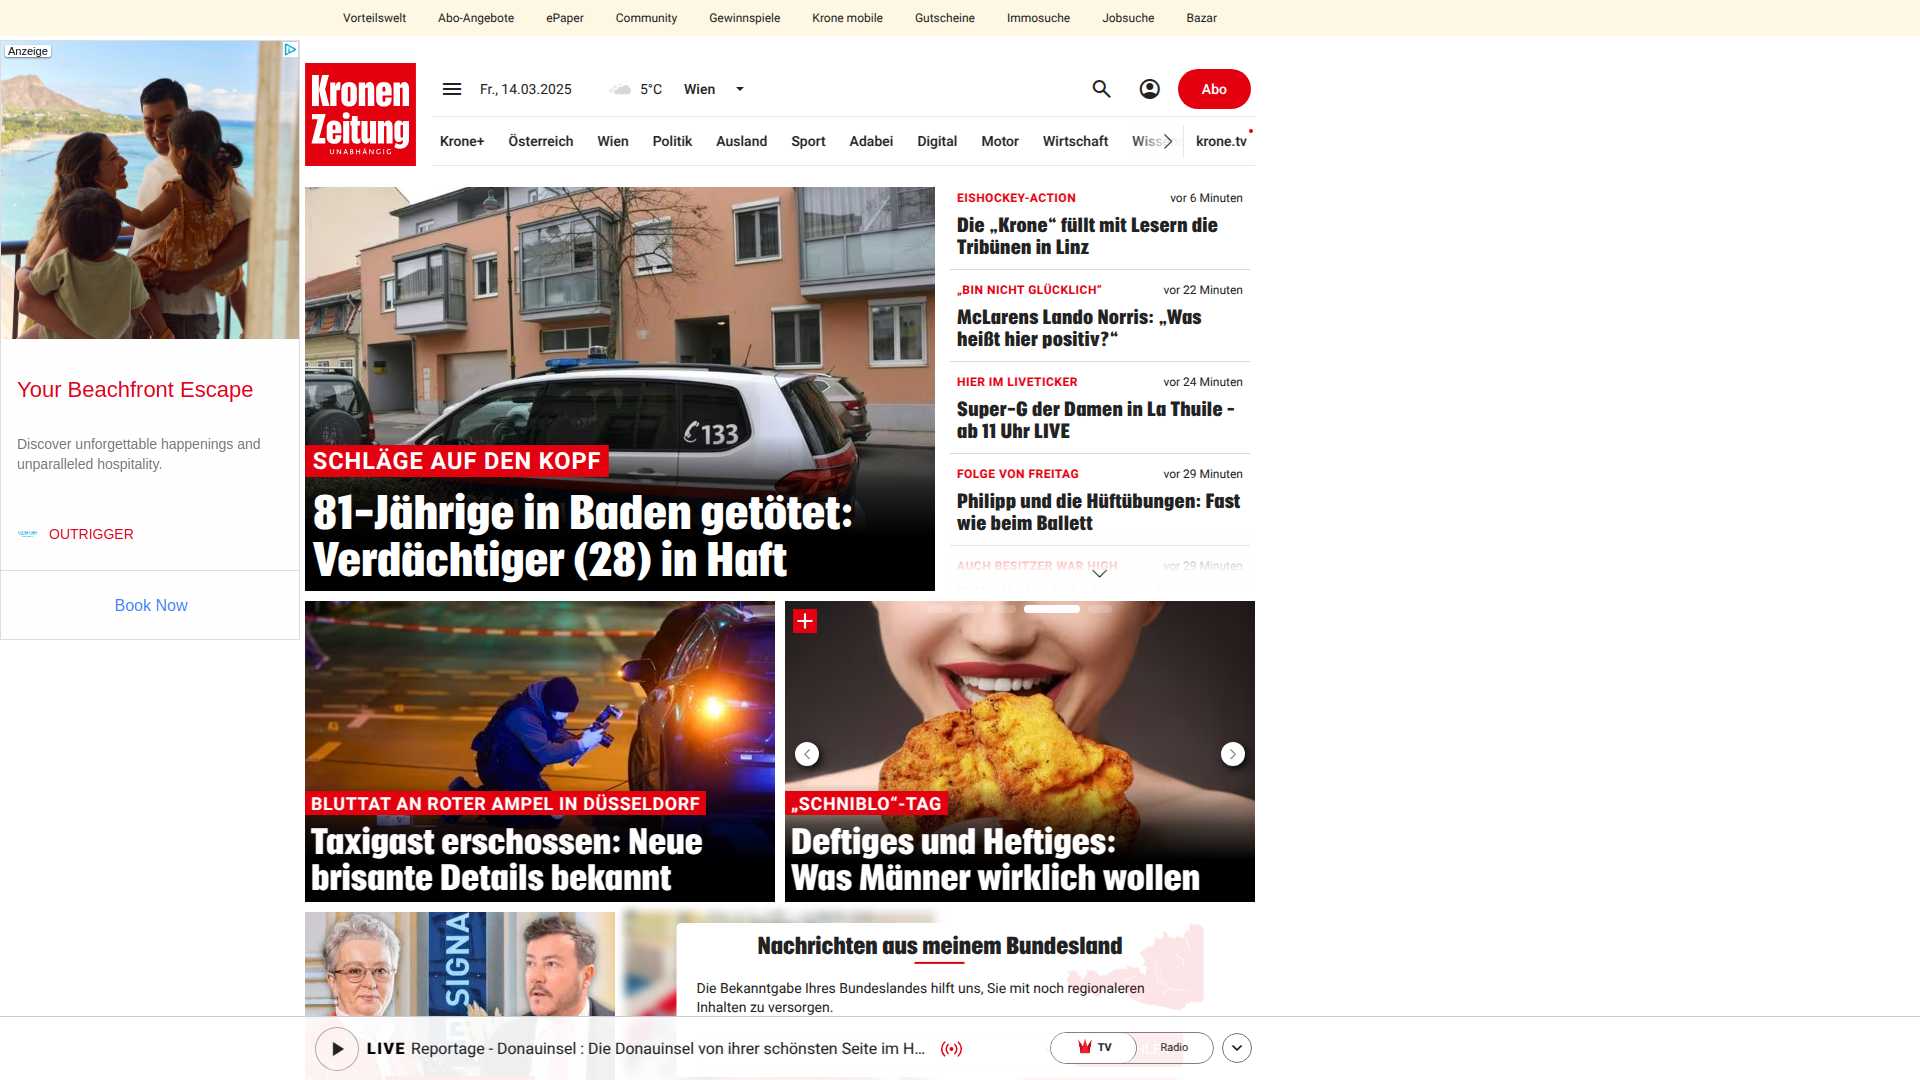 Vorteilswelt Abo-Angebote ePaper Community Gewinnspiele Krone mobile Gutscheine Immosuche Jobsuche Bazar
Anzeige
Your Beachfront Escape
Discover unforgettable happenings and
unparalleled hospitality.
OUTRIGGER
Book Now
Kronen
Zeitung
UNABHÄNGIG
Fr., 14.03.2025 5°C Wien
Abo
Krone+ Österreich Wien Politik Ausland Sport Adabei Digital Motor Wirtschaft krone.tv
133
SCHLÄGE AUF DEN KOPF
81-Jährige in Baden getötet:
Verdächtiger (28) in Haft
EISHOCKEY-ACTION vor 6 Minuten
Die „Krone“ füllt mit Lesern die
Tribünen in Linz
„BIN NICHT GLÜCKLICH“ vor 22 Minuten
McLarens Lando Norris: „Was
heißt hier positiv?“
HIER IM LIVETICKER vor 24 Minuten
Super-G der Damen in La Thuile -
ab 11 Uhr LIVE
FOLGE VON FREITAG vor 29 Minuten
Philipp und die Hüftübungen: Fast
wie beim Ballett
AUCH BESITZER WAR HIGH vor 29 Minuten
BLUTTAT AN ROTER AMPEL IN DÜSSELDORF
Taxigast erschossen: Neue
brisante Details bekannt
„SCHNIBLO“-TAG
Deftiges und Heftiges:
Was Männer wirklich wollen
SIGNA
Nachrichten aus meinem Bundesland
Die Bekanntgabe Ihres Bundeslandes hilft uns, Sie mit noch regionaleren
Inhalten zu versorgen.
LIVE Reportage - Donauinsel : Die Donauinsel von ihrer schönsten Seite im H...
TV Radio